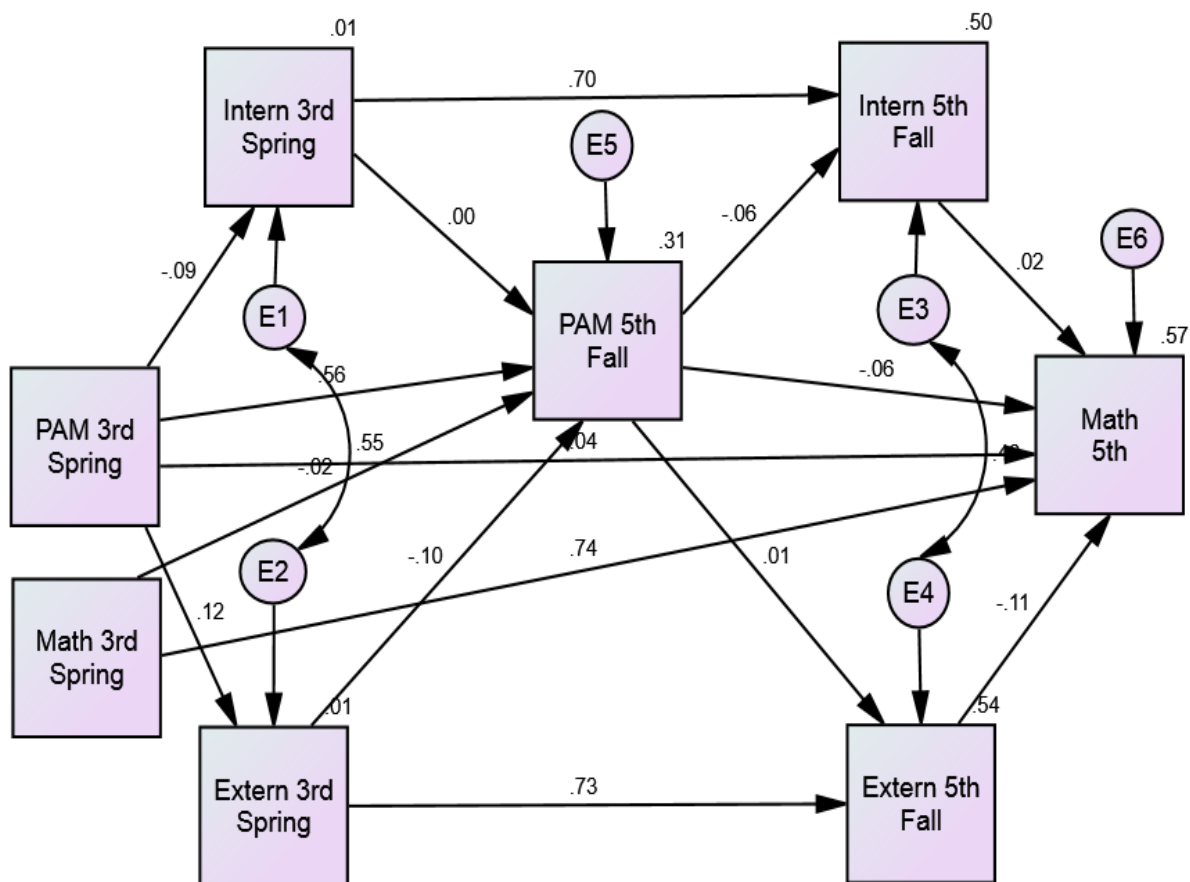 .01
.50
Intern 3rd
Spring
.70
Intern 5th
Fall
E5
.00
-.06
.31
E6
-.09
.02
E1
PAM 5th
Fall
E3
.57
.56
-.06
PAM 3rd
Spring
Math
5th
.55
.04
-.02
-.10
.74
.01
E2
E4
-.11
.12
Math 3rd
Spring
.01
.54
Extern 3rd
Spring
.73
Extern 5th
Fall